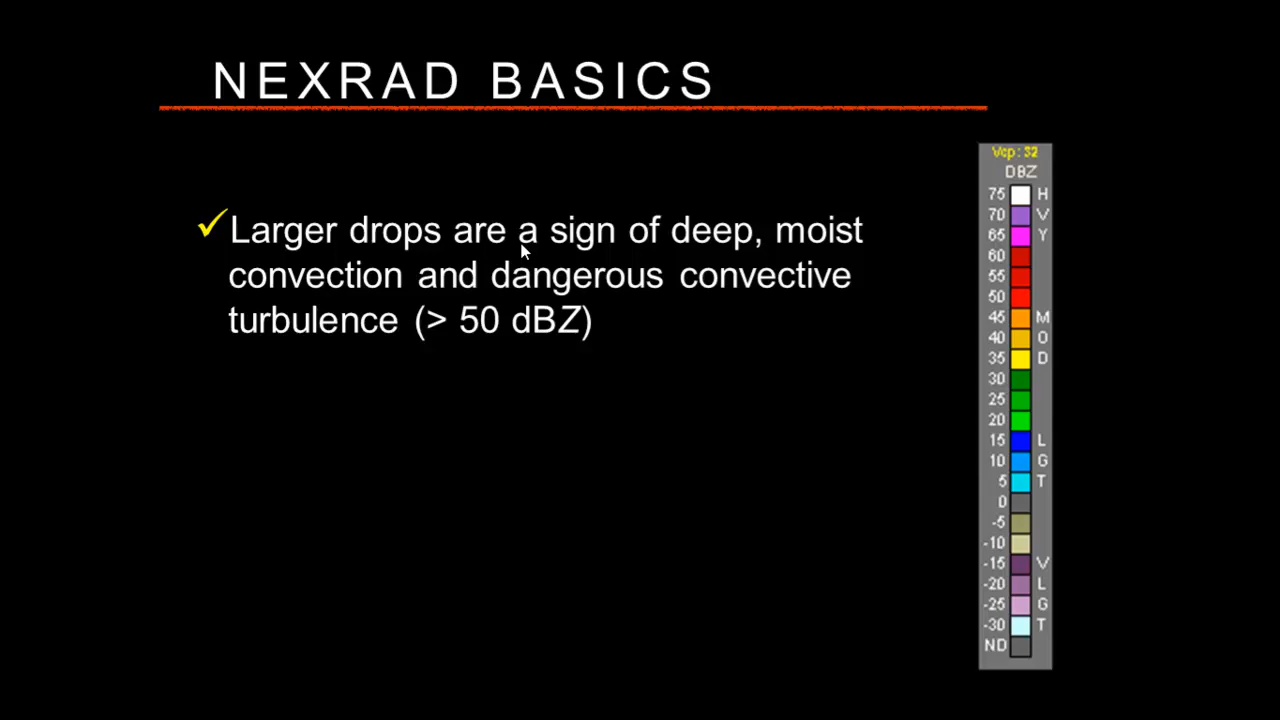 NEXRAD BASICS
✓Larger drops are a sign of deep, moist
convection and dangerous convective
turbulence (> 50 dBZ)
Vcp:32
DBZ
75 H
70 V
65 Y
60
55
50
45 M
40 O
35 D
30
25
20
15 L
10 G
5 T
0
-5
-10
-15 V
-20 L
-25 G
-30 T
ND